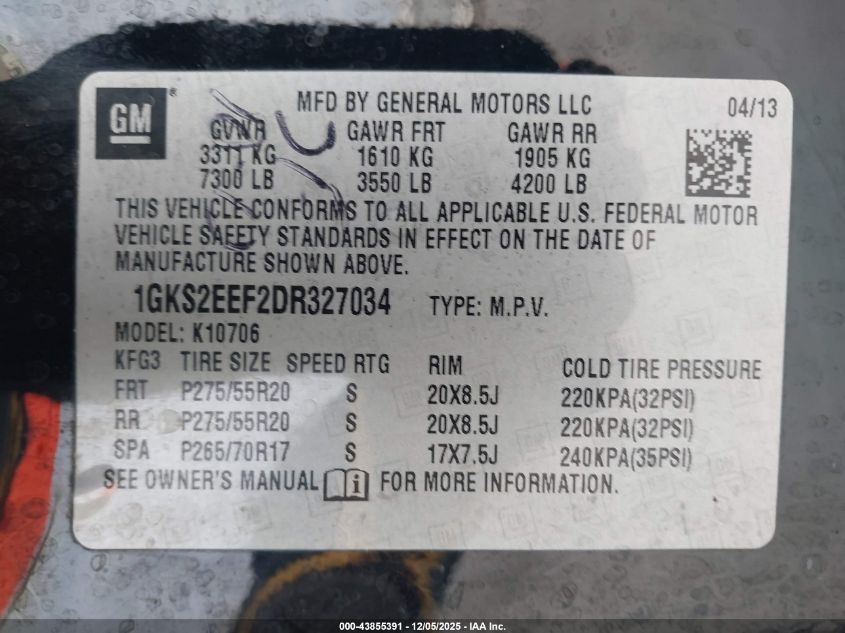 GM® MFD BY GENERAL MOTORS LLC 04/13
GVWR GAWR FRT GAWR RR
3311 KG 1610 KG 1905 KG
7300 LB 3550 LB 4200 LB
THIS VEHICLE CONFORMS TO ALL APPLICABLE U.S. FEDERAL MOTOR
VEHICLE SAFETY STANDARDS IN EFFECT ON THE DATE OF
MANUFACTURE SHOWN ABOVE.
1GKS2EEF2DR327034 TYPE: M.P.V.
MODEL: K10706
KFG3 TIRE SIZE SPEED RTG RIM COLD TIRE PRESSURE
FRT P275/55R20 S 20X8.5J 220KPA(32PSI)
RR P275/55R20 S 20X8.5J 220KPA(32PSI)
SPA P265/70R17 S 17X7.5J 240KPA(35PSI)
SEE OWNER'S MANUAL FOR MORE INFORMATION.
000-43855391 - 12/05/2025 - IAA Inc.